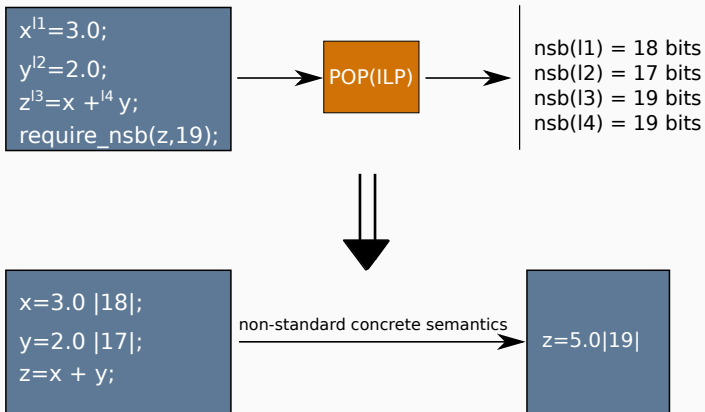 x^l1=3.0;
y^l2=2.0;
z^l3=x +^l4 y;
require_nsb(z,19);
POP(ILP)
nsb(l1) = 18 bits
nsb(l2) = 17 bits
nsb(l3) = 19 bits
nsb(l4) = 19 bits
x=3.0 |18|;
y=2.0 |17|;
z=x + y;
non-standard concrete semantics
z=5.0|19|